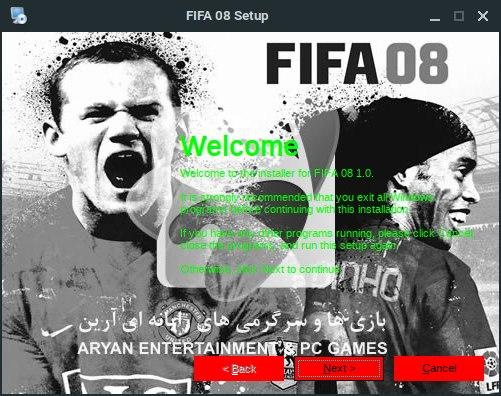 FIFA 08 Setup
FIFA 08
Welcome
Welcome to the installer for FIFA 08 1.0.
It is strongly recommended that you exit all Windows
programs before continuing with this installation.
If you have any other programs running, please click Cancel,
close the programs, and run this setup again.
Otherwise, click Next to continue.
بازی ها و سرگرمی های رایانه ای آرین
ARYAN ENTERTAINMENT & PC GAMES
< Back
Next >
Cancel